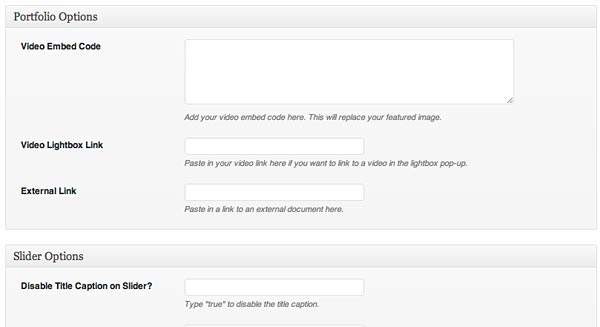 Portfolio Options
Video Embed Code
Add your video embed code here. This will replace your featured image.
Video Lightbox Link
Paste in your video link here if you want to link to a video in the lightbox pop-up.
External Link
Paste in a link to an external document here.
Slider Options
Disable Title Caption on Slider?
Type "true" to disable the title caption.